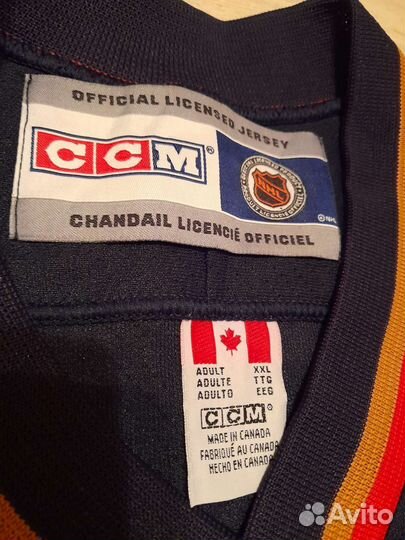 OFFICIAL LICENSED JERSEY
CCM
NHL
©NHL
CHANDAIL LICENCIÉ OFFICIEL
ADULT XXL
ADULTE TTG
ADULTO EEG
CCM
MADE IN CANADA
FABRIQUÉ AU CANADA
HECHO EN CANADA
Avito